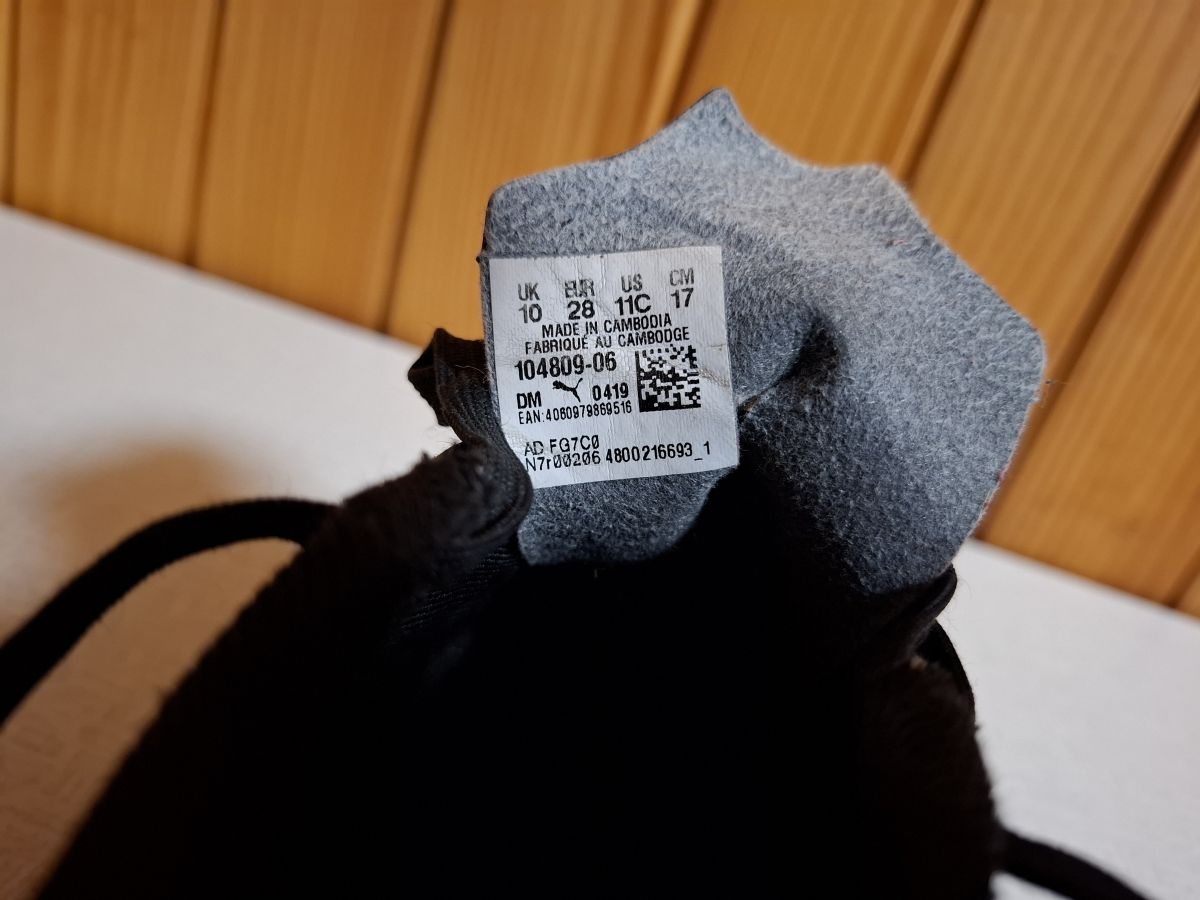 UK EUR US CM
10 28 11C 17
MADE IN CAMBODIA
FABRIQUÉ AU CAMBODGE
104809-06
DM 0419
EAN:4060979869516
AD FG7C0
N7r00206 4800216693_1